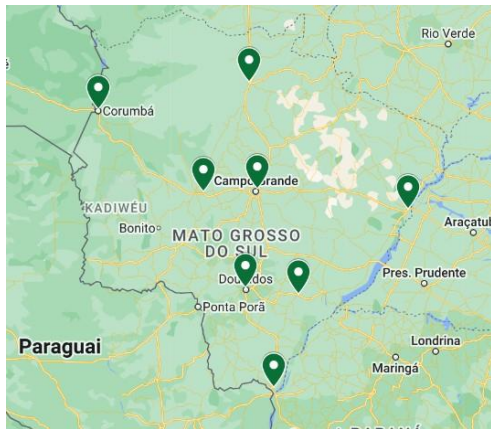 Rio Verde
Corumbá
Campo Grande
KADIWÉU
Bonito
MATO GROSSO
DO SUL
Araçatu
Pres. Prudente
Dourados
Ponta Porã
Paraguai
Londrina
Maringá